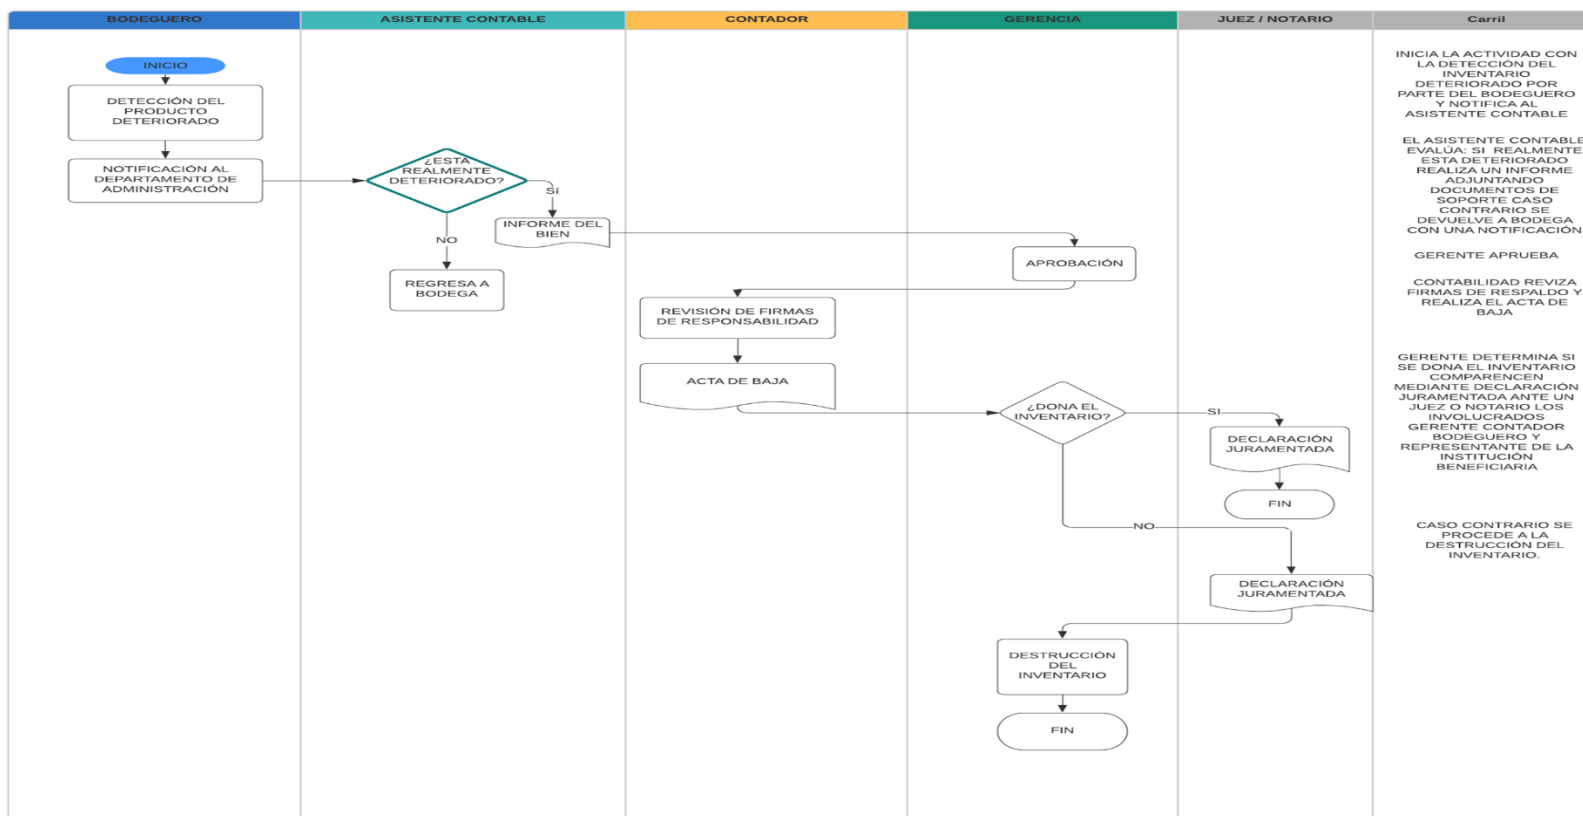 BODEGUERO
ASISTENTE CONTABLE
CONTADOR
GERENCIA
JUEZ / NOTARIO
Carril
INICIO
DETECCIÓN DEL
PRODUCTO
DETERIORADO
NOTIFICACIÓN AL
DEPARTAMENTO DE
ADMINISTRACIÓN
¿ESTÁ
REALMENTE
DETERIORADO?
Sí
NO
INFORME DEL
BIEN
REGRESA A
BODEGA
APROBACIÓN
REVISIÓN DE FIRMAS
DE RESPONSABILIDAD
ACTA DE BAJA
¿DONA EL
INVENTARIO?
SI
DECLARACIÓN
JURAMENTADA
FIN
NO
DECLARACIÓN
JURAMENTADA
DESTRUCCIÓN
DEL
INVENTARIO
FIN
INICIA LA ACTIVIDAD CON
LA DETECCIÓN DEL
INVENTARIO
DETERIORADO POR
PARTE DEL BODEGUERO
Y NOTIFICA AL
ASISTENTE CONTABLE
EL ASISTENTE CONTABLE
EVALÚA: SI REALMENTE
ESTA DETERIORADO
REALIZA UN INFORME
ADJUNTANDO
DOCUMENTOS DE
SOPORTE CASO
CONTRARIO SE
DEVUELVE A BODEGA
CON UNA NOTIFICACIÓN
GERENTE APRUEBA
CONTABILIDAD REVIZA
FIRMAS DE RESPALDO Y
REALIZA EL ACTA DE
BAJA
GERENTE DETERMINA SI
SE DONA EL INVENTARIO
COMPARENCEN
MEDIANTE DECLARACIÓN
JURAMENTADA ANTE UN
JUEZ O NOTARIO LOS
INVOLUCRADOS
GERENTE CONTADOR
BODEGUERO Y
REPRESENTANTE DE LA
INSTITUCIÓN
BENEFICIARIA
CASO CONTRARIO SE
PROCEDE A LA
DESTRUCCIÓN DEL
INVENTARIO.